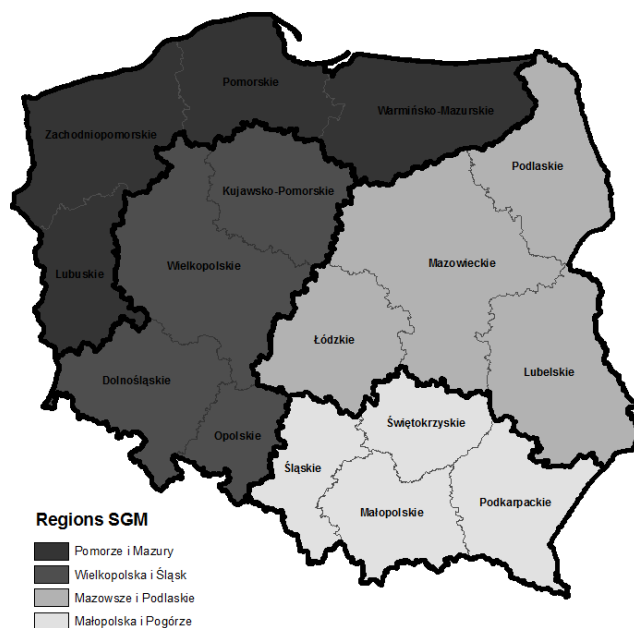 Pomorskie
Warmińsko-Mazurskie
Zachodniopomorskie
Podlaskie
Kujawsko-Pomorskie
Wielkopolskie
Mazowieckie
Lubuskie
Łódzkie
Lubelskie
Dolnośląskie
Świętokrzyskie
Opolskie
Śląskie
Podkarpackie
Małopolskie
Regions SGM
Pomorze i Mazury
Wielkopolska i Śląsk
Mazowsze i Podlaskie
Małopolska i Pogórze